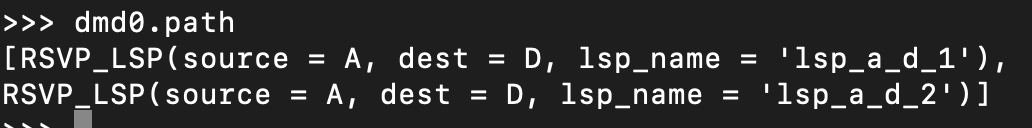 >>> dmd0.path
[RSVP_LSP(source = A, dest = D, lsp_name = 'lsp_a_d_1'),
RSVP_LSP(source = A, dest = D, lsp_name = 'lsp_a_d_2')]
>>>